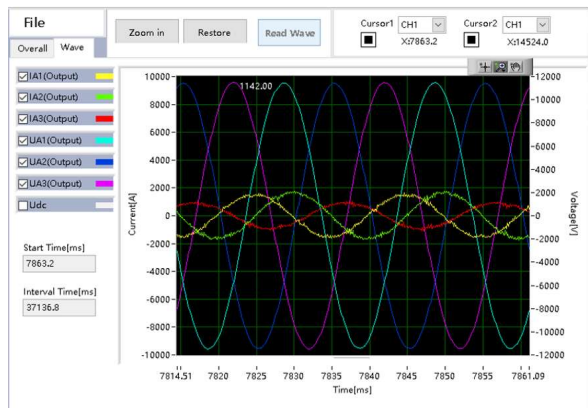 File
Overall Wave
Zoom in
Restore
Read Wave
Cursor1 CH1
X:7863.2
Cursor2 CH1
X:14524.0
IA1(Output)
IA2(Output)
IA3(Output)
UA1(Output)
UA2(Output)
UA3(Output)
Udc
Start Time[ms]
7863.2
Interval Time[ms]
37136.8
1142.00
Current[A]
10000
8000
6000
4000
2000
0
-2000
-4000
-6000
-8000
-10000
Voltage[V]
12000
10000
8000
6000
4000
2000
0
-2000
-4000
-6000
-8000
-10000
-12000
7814.51 7820 7825 7830 7835 7840 7845 7850 7855 7861.09
Time[ms]